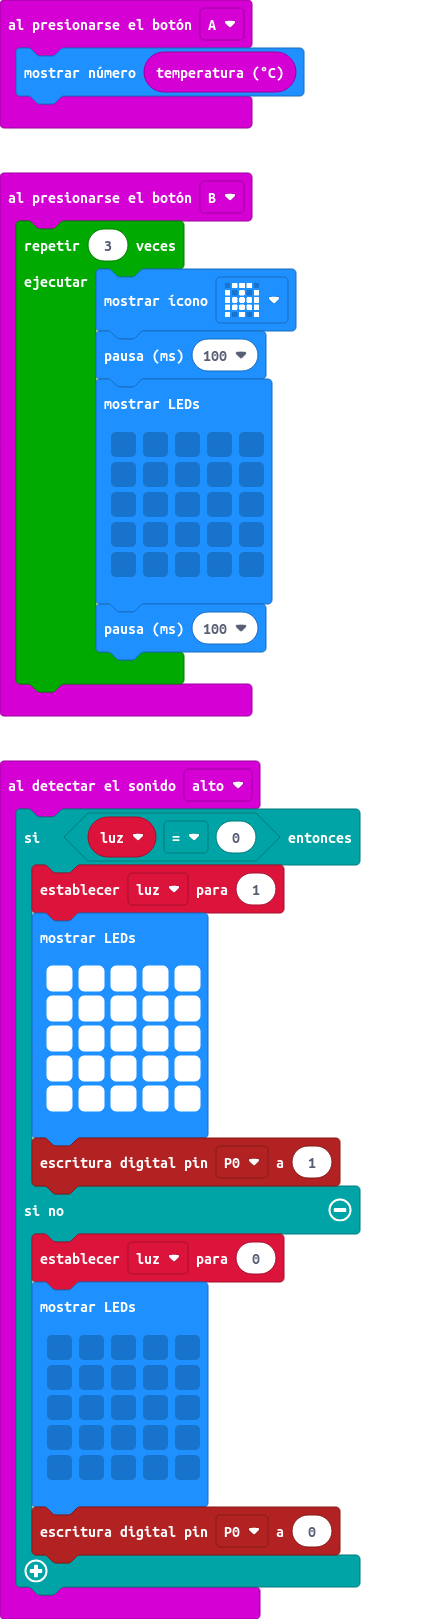 al presionarse el botón A
mostrar número temperatura (°C)
al presionarse el botón B
repetir 3 veces
ejecutar
mostrar ícono
pausa (ms) 100
mostrar LEDs
pausa (ms) 100
al detectar el sonido alto
si luz = 0 entonces
establecer luz para 1
mostrar LEDs
escritura digital pin P0 a 1
si no
establecer luz para 0
mostrar LEDs
escritura digital pin P0 a 0